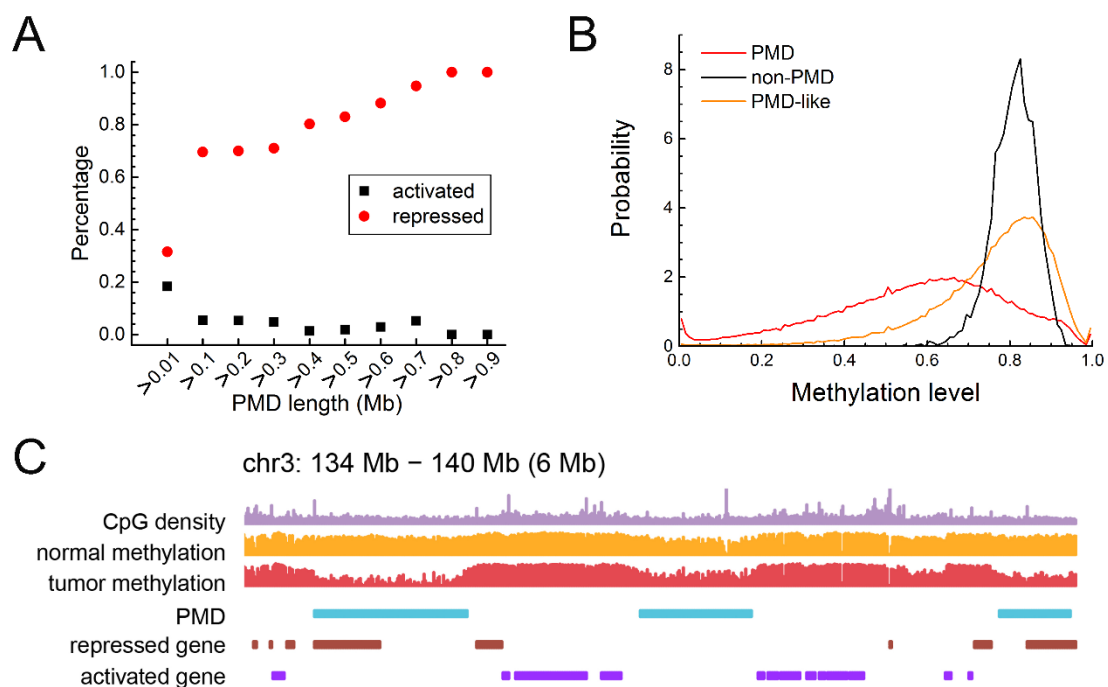 A
Percentage
1.0
0.8
0.6
0.4
0.2
0.0
activated
repressed
>0.01
>0.1
>0.2
>0.3
>0.4
>0.5
>0.6
>0.7
>0.8
>0.9
PMD length (Mb)
B
Probability
8
6
4
2
0
PMD
non-PMD
PMD-like
0.0
0.2
0.4
0.6
0.8
1.0
Methylation level
C
chr3: 134 Mb − 140 Mb (6 Mb)
CpG density
normal methylation
tumor methylation
PMD
repressed gene
activated gene